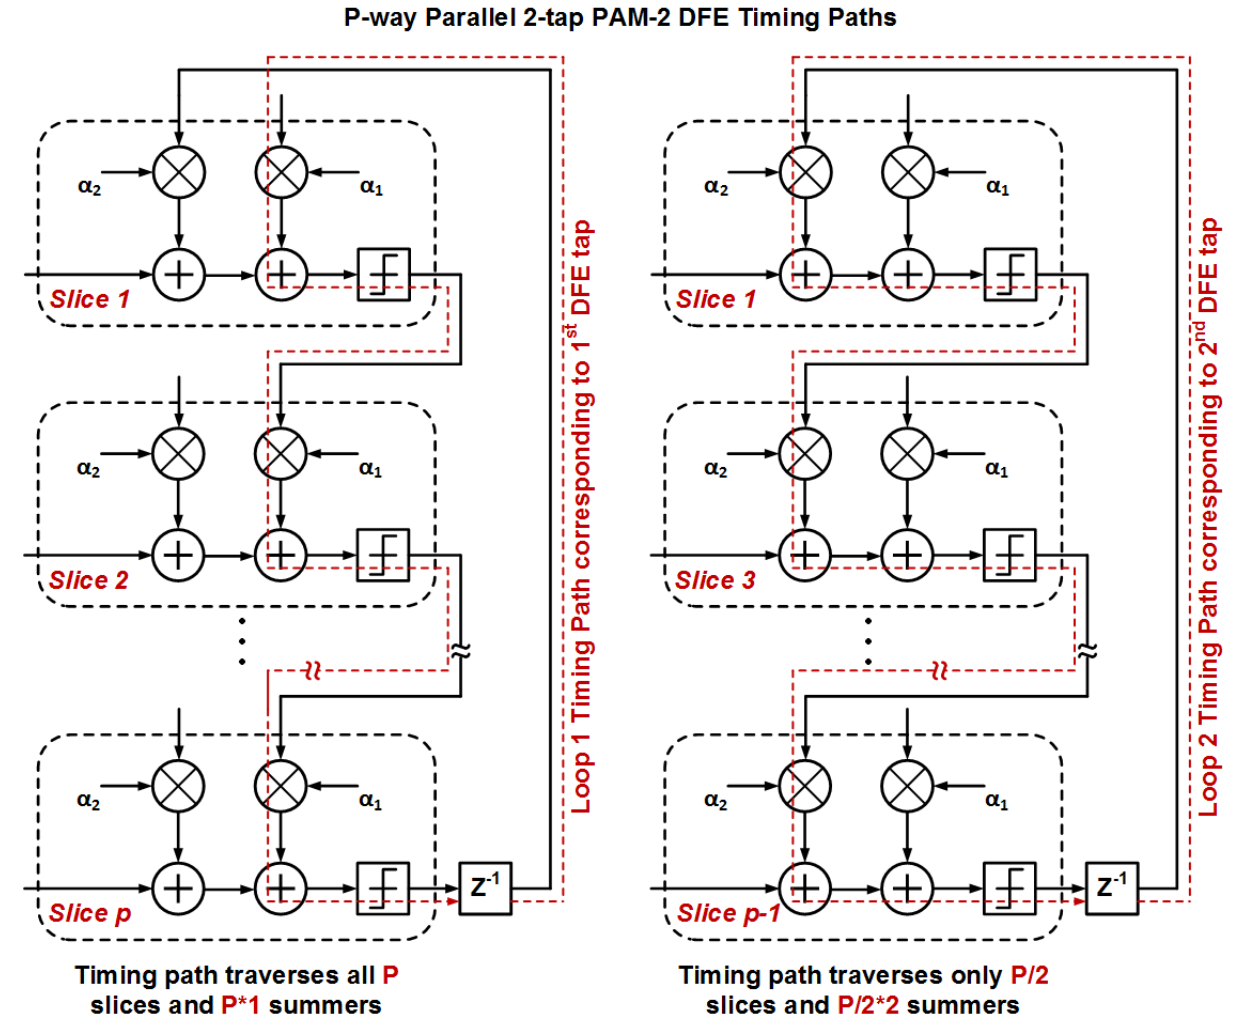 P-way Parallel 2-tap PAM-2 DFE Timing Paths
α₂
α₁
Slice 1
α₂
α₁
Slice 2
α₂
α₁
Slice p
Z⁻¹
Loop 1 Timing Path corresponding to 1ˢᵗ DFE tap
Timing path traverses all P
slices and P*1 summers
α₂
α₁
Slice 1
α₂
α₁
Slice 3
α₂
α₁
Slice p-1
Z⁻¹
Loop 2 Timing Path corresponding to 2ⁿᵈ DFE tap
Timing path traverses only P/2
slices and P/2*2 summers